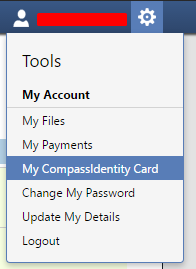 Tools
My Account
My Files
My Payments
My CompassIdentity Card
Change My Password
Update My Details
Logout